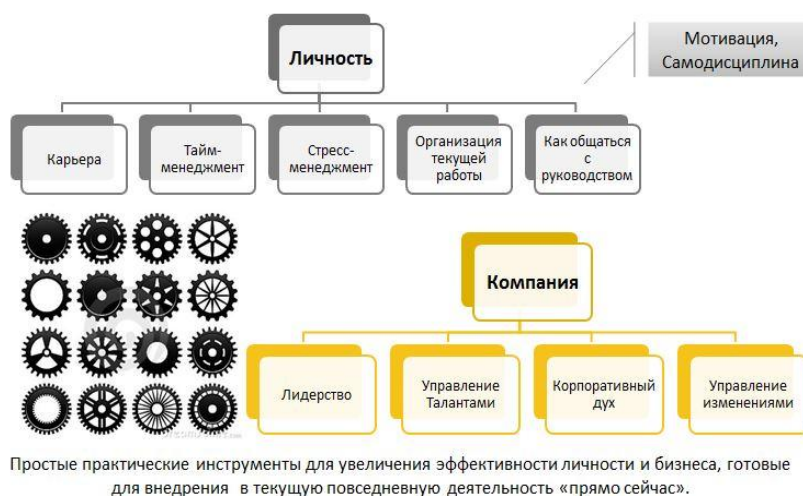 Личность
Мотивация,
Самодисциплина
Карьера
Тайм-
менеджмент
Стресс-
менеджмент
Организация
текущей
работы
Как общаться
с
руководством
Компания
Лидерство
Управление
Талантами
Корпоративный
дух
Управление
изменениями
Простые практические инструменты для увеличения эффективности личности и бизнеса, готовые
для внедрения в текущую повседневную деятельность «прямо сейчас».